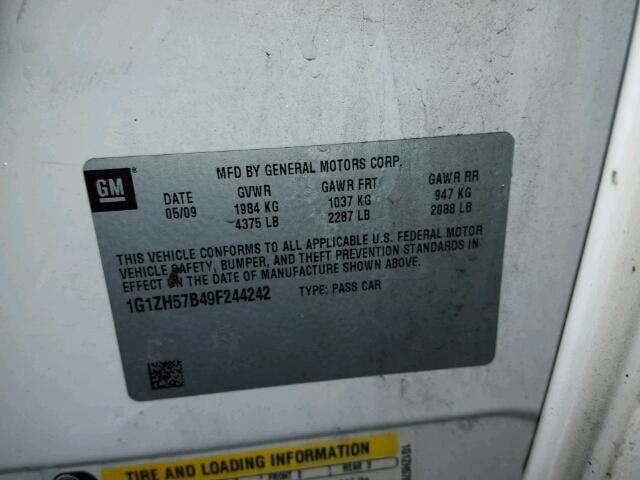 MFD BY GENERAL MOTORS CORP.
GM
DATE GVWR GAWR FRT GAWR RR
05/09 1984 KG 1037 KG 947 KG
4375 LB 2287 LB 2088 LB
THIS VEHICLE CONFORMS TO ALL APPLICABLE U.S. FEDERAL MOTOR
VEHICLE SAFETY, BUMPER, AND THEFT PREVENTION STANDARDS IN
EFFECT ON THE DATE OF MANUFACTURE SHOWN ABOVE.
1G1ZH57B49F244242 TYPE: PASS CAR
TIRE AND LOADING INFORMATION